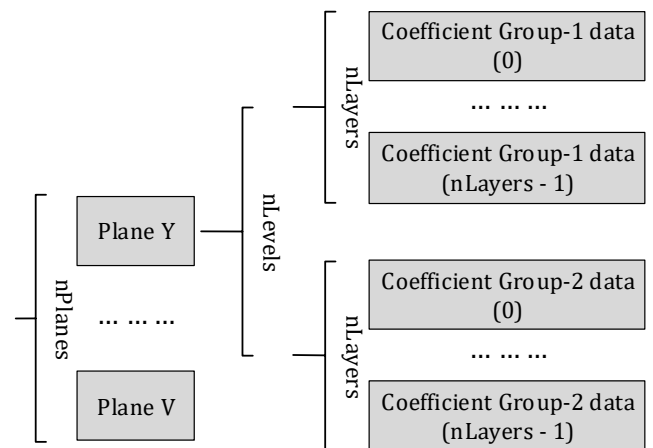 nPlanes
Plane Y
... ... ...
Plane V
nLevels
nLayers
Coefficient Group-1 data
(0)
... ... ...
Coefficient Group-1 data
(nLayers - 1)
nLayers
Coefficient Group-2 data
(0)
... ... ...
Coefficient Group-2 data
(nLayers - 1)